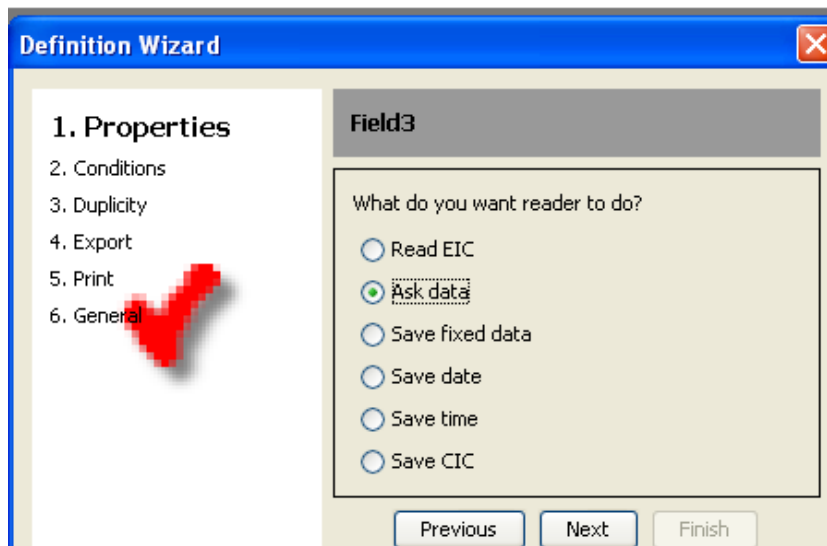 Definition Wizard
1. Properties
2. Conditions
3. Duplicity
4. Export
5. Print
6. General
Field3
What do you want reader to do?
Read EIC
Ask data
Save fixed data
Save date
Save time
Save CIC
Previous
Next
Finish